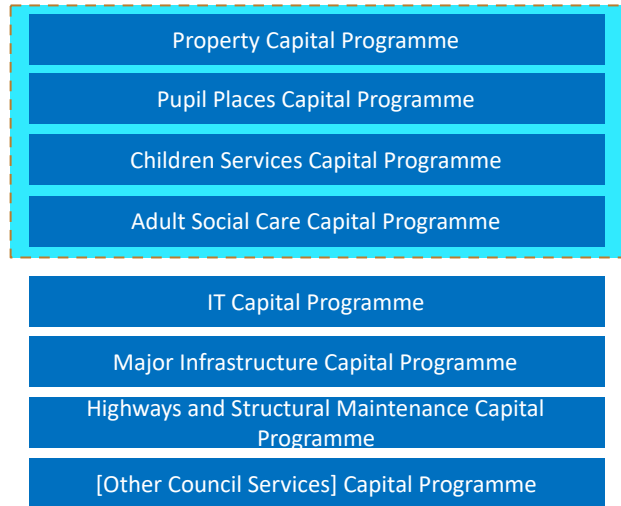 Property Capital Programme
Pupil Places Capital Programme
Children Services Capital Programme
Adult Social Care Capital Programme
IT Capital Programme
Major Infrastructure Capital Programme
Highways and Structural Maintenance Capital
Programme
[Other Council Services] Capital Programme